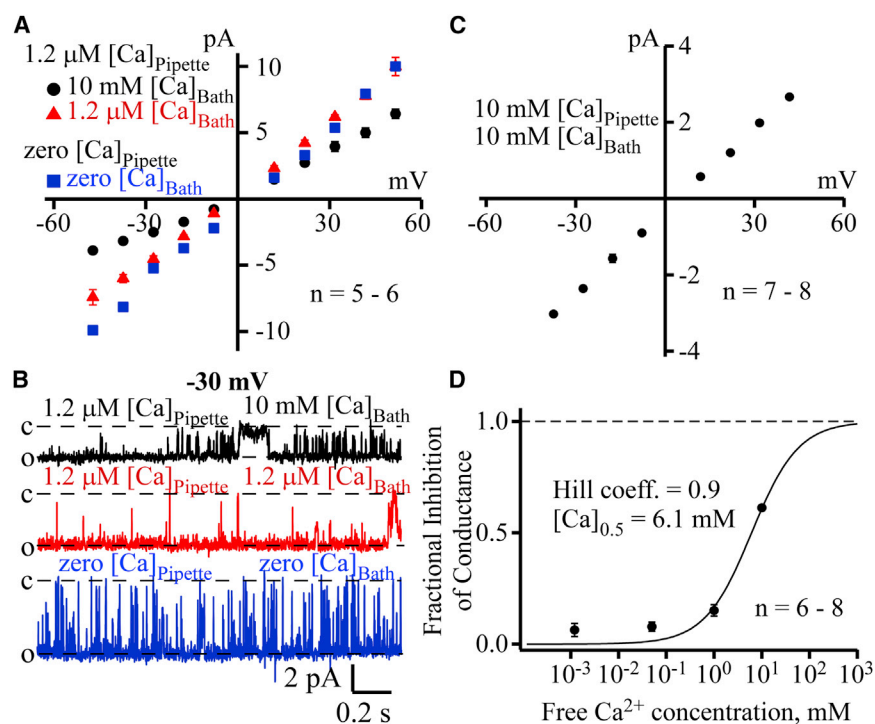 A
pA
1.2 μM [Ca]Pipette
10 mM [Ca]Bath
1.2 μM [Ca]Bath
zero [Ca]Pipette
zero [Ca]Bath
10
5
mV
-60
-30
30
60
-5
-10
n = 5 - 6
B
-30 mV
1.2 μM [Ca]Pipette 10 mM [Ca]Bath
c
o
1.2 μM [Ca]Pipette 1.2 μM [Ca]Bath
c
o
zero [Ca]Pipette zero [Ca]Bath
c
o
2 pA
0.2 s
C
pA
4
10 mM [Ca]Pipette
10 mM [Ca]Bath
2
mV
-60
-30
30
60
-2
n = 7 - 8
-4
D
1.0
Hill coeff. = 0.9
[Ca]0.5 = 6.1 mM
0.5
Fractional Inhibition
of Conductance
n = 6 - 8
0.0
10-3 10-2 10-1 100 101 102 103
Free Ca2+ concentration, mM